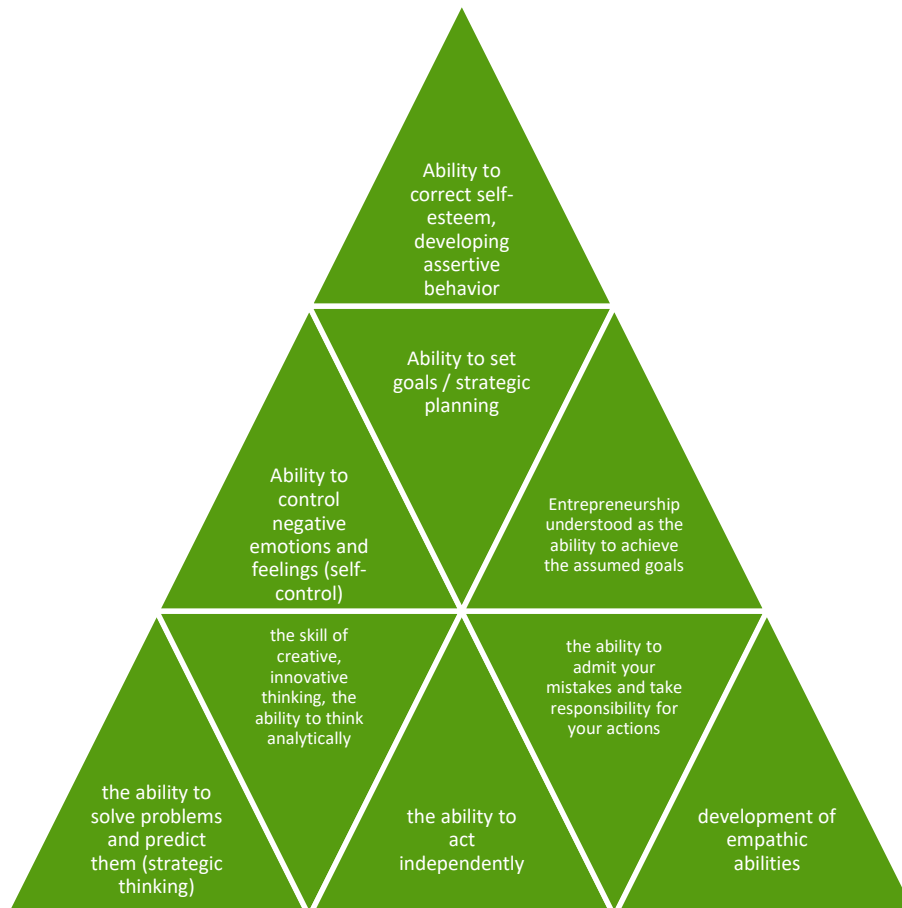 Ability to
correct self-
esteem,
developing
assertive
behavior
Ability to set
goals / strategic
planning
Ability to
control
negative
emotions and
feelings (self-
control)
Entrepreneurship
understood as the
ability to achieve
the assumed goals
the skill of
creative,
innovative
thinking, the
ability to think
analytically
the ability to
admit your
mistakes and take
responsibility for
your actions
the ability to
solve problems
and predict
them (strategic
thinking)
the ability to
act
independently
development of
empathic
abilities